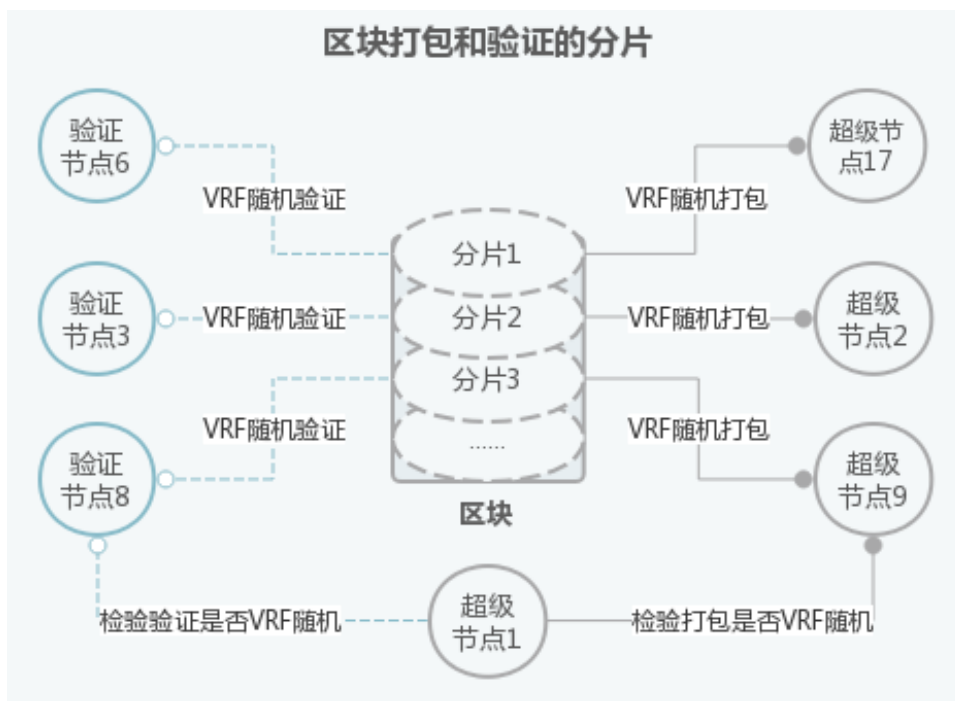 区块打包和验证的分片
验证
节点6
超级节
点17
VRF随机验证
VRF随机打包
分片1
验证
节点3
VRF随机验证
分片2
VRF随机打包
超级
节点2
分片3
VRF随机验证
VRF随机打包
验证
节点8
......
超级
节点9
区块
检验验证是否VRF随机
超级
节点1
检验打包是否VRF随机